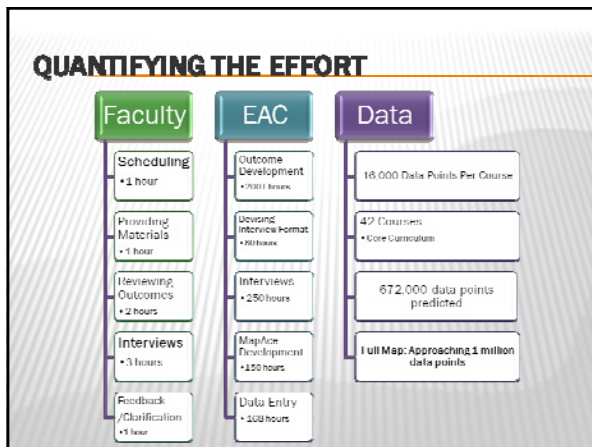 QUANTIFYING THE EFFORT
Faculty
Scheduling
•1 hour
Providing
Materials
•1 hour
Reviewing
Outcomes
•2 hours
Interviews
•3 hours
Feedback
/Clarification
•1 hour
EAC
Outcome
Development
hours
Devising
Interview Format
•80 hours
Interviews
•250 hours
MapAce
Development
•150 hours
Data Entry
•168 hours
Data
16,000 Data Points Per Course
42 Courses
•Core Curriculum
672,000 data points
predicted
Full Map: Approaching 1 million
data points